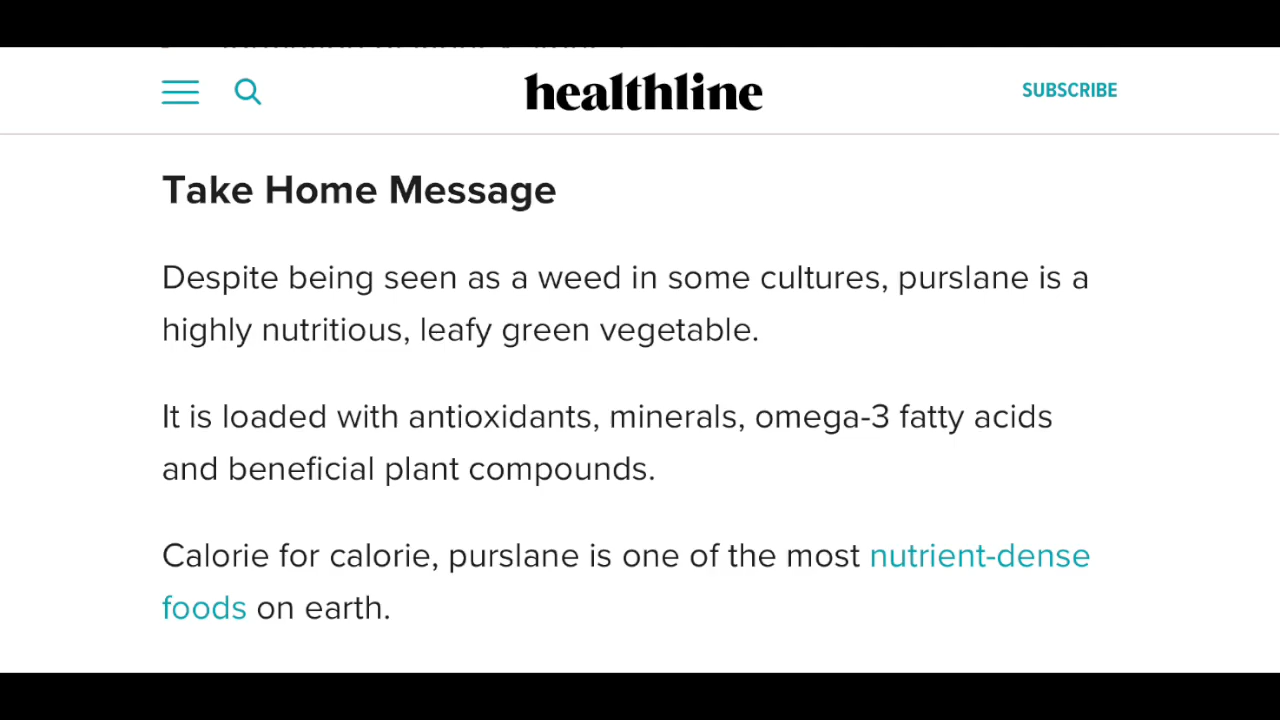 healthline
SUBSCRIBE
Take Home Message
Despite being seen as a weed in some cultures, purslane is a
highly nutritious, leafy green vegetable.
It is loaded with antioxidants, minerals, omega-3 fatty acids
and beneficial plant compounds.
Calorie for calorie, purslane is one of the most nutrient-dense
foods on earth.